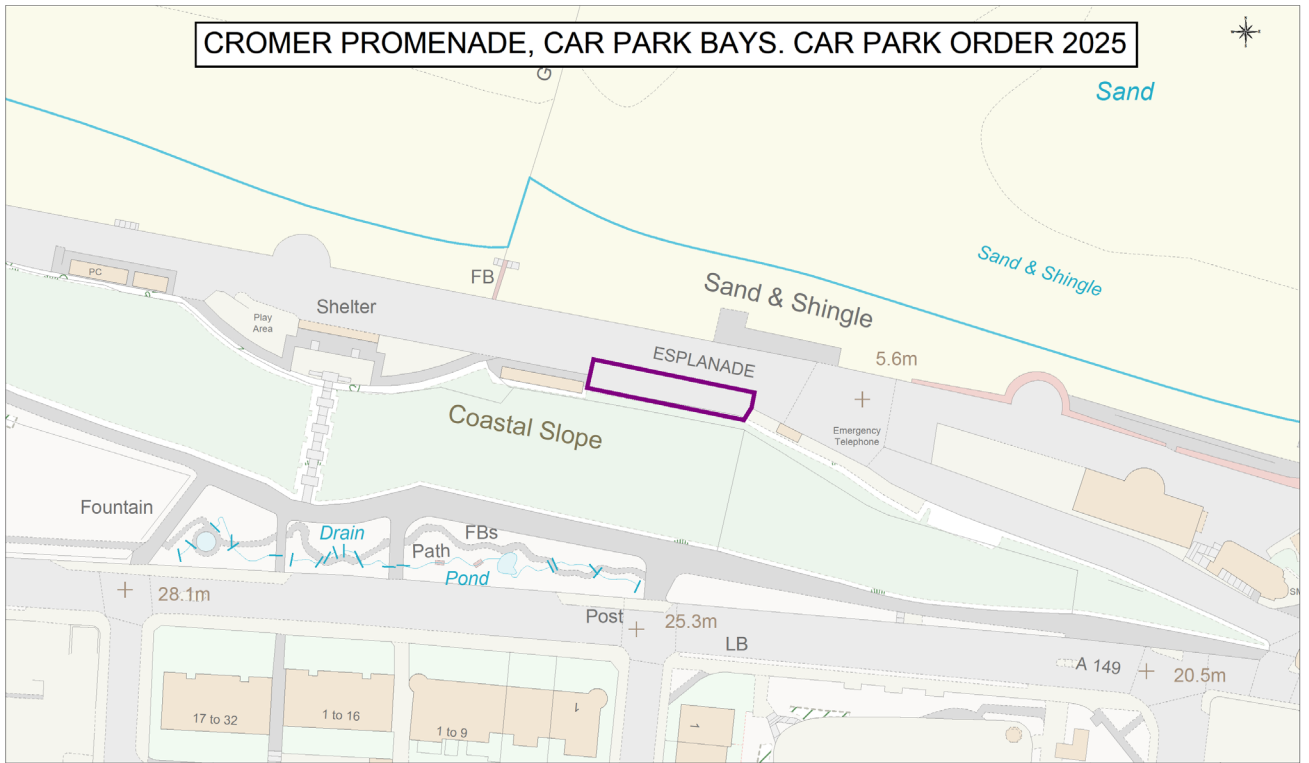 CROMER PROMENADE, CAR PARK BAYS. CAR PARK ORDER 2025
G
Sand
Sand & Shingle
PC
FB
Sand & Shingle
Shelter
Play
Area
ESPLANADE
5.6m
Coastal Slope
Emergency
Telephone
Fountain
Drain
FBs
Path
Pond
28.1m
Post
25.3m
LB
A 149
20.5m
17 to 32
1 to 16
1 to 9
1
1